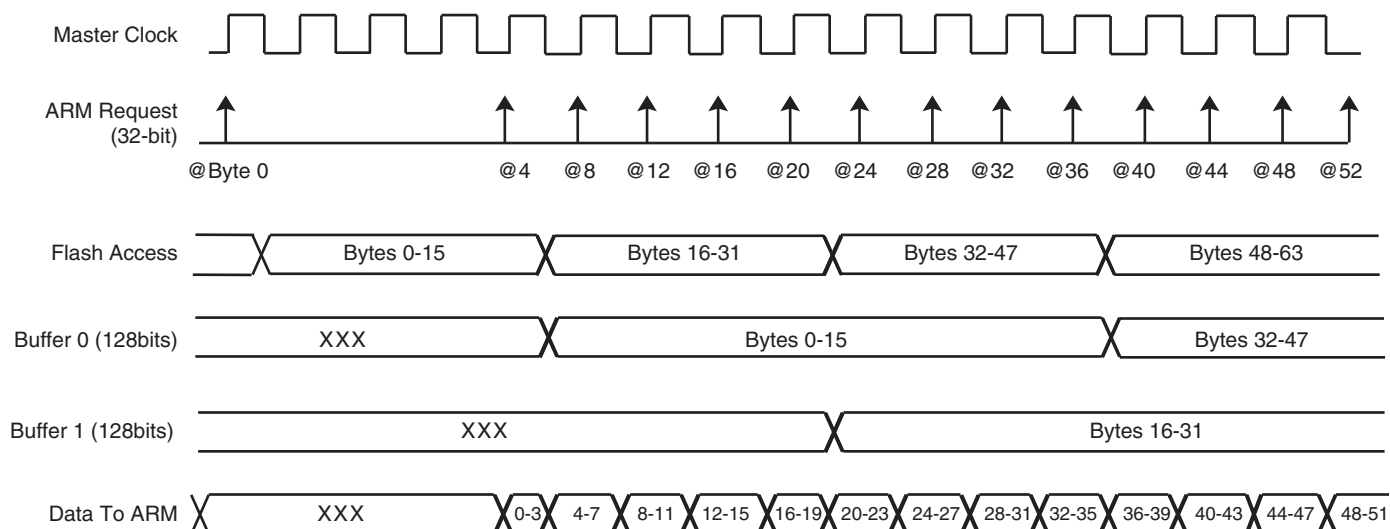 Master Clock
ARM Request
(32-bit)
@Byte 0 @4 @8 @12 @16 @20 @24 @28 @32 @36 @40 @44 @48 @52
Flash Access Bytes 0-15 Bytes 16-31 Bytes 32-47 Bytes 48-63
Buffer 0 (128bits) XXX Bytes 0-15 Bytes 32-47
Buffer 1 (128bits) XXX Bytes 16-31
Data To ARM XXX 0-3 4-7 8-11 12-15 16-19 20-23 24-27 28-31 32-35 36-39 40-43 44-47 48-51